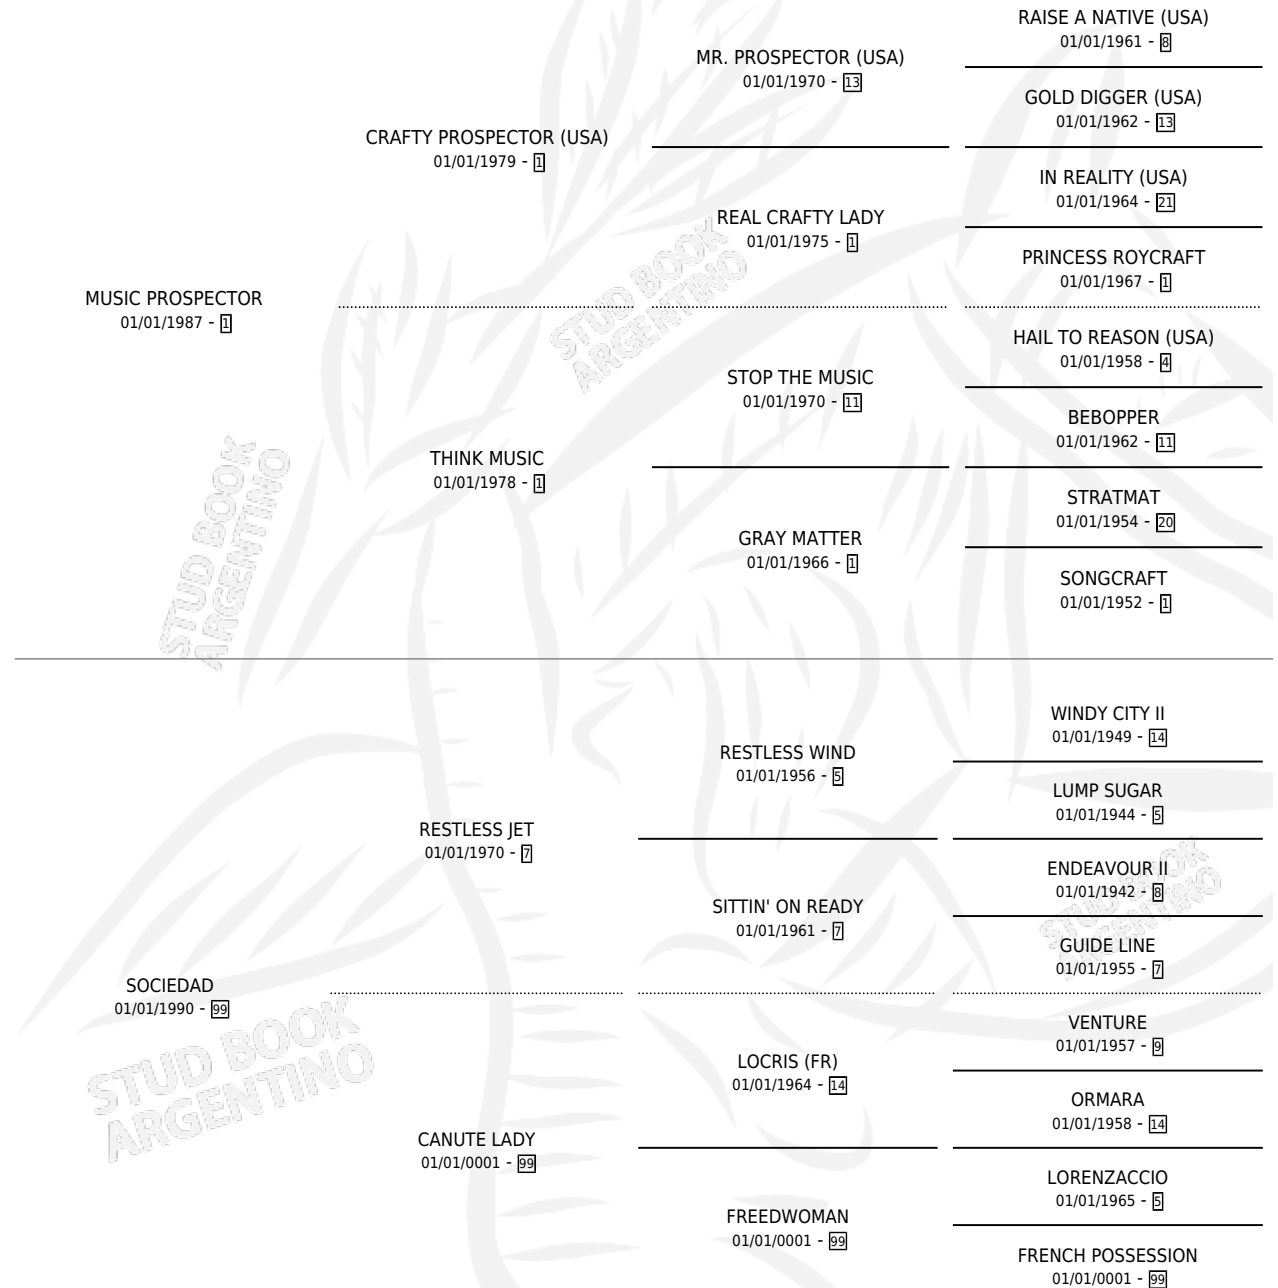 RAISE A NATIVE (USA)
01/01/1961 - 8
MR. PROSPECTOR (USA)
01/01/1970 - 13
GOLD DIGGER (USA)
01/01/1962 - 13
CRAFTY PROSPECTOR (USA)
01/01/1979 - 1
IN REALITY (USA)
01/01/1964 - 21
REAL CRAFTY LADY
01/01/1975 - 1
PRINCESS ROYCRAFT
01/01/1967 - 1
MUSIC PROSPECTOR
01/01/1987 - 1
STUD BOOK
ARGENTINO
HAIL TO REASON (USA)
01/01/1958 - 4
STOP THE MUSIC
01/01/1970 - 11
BEBOPPER
01/01/1962 - 11
THINK MUSIC
01/01/1978 - 1
STRATMAT
01/01/1954 - 20
GRAY MATTER
01/01/1966 - 1
SONGCRAFT
01/01/1952 - 1
STUD BOOK
ARGENTINO
WINDY CITY II
01/01/1949 - 14
RESTLESS WIND
01/01/1956 - 5
LUMP SUGAR
01/01/1944 - 5
RESTLESS JET
01/01/1970 - 7
ENDEAVOUR II
01/01/1942 - 8
SITTIN' ON READY
01/01/1961 - 7
GUIDE LINE
01/01/1955 - 7
STUD BOOK
ARGENTINO
SOCIEDAD
01/01/1990 - 99
VENTURE
01/01/1957 - 9
LOCRIS (FR)
01/01/1964 - 14
ORMARA
01/01/1958 - 14
STUD BOOK
ARGENTINO
CANUTE LADY
01/01/0001 - 99
LORENZACCIO
01/01/1965 - 5
FREEDWOMAN
01/01/0001 - 99
FRENCH POSSESSION
01/01/0001 - 99